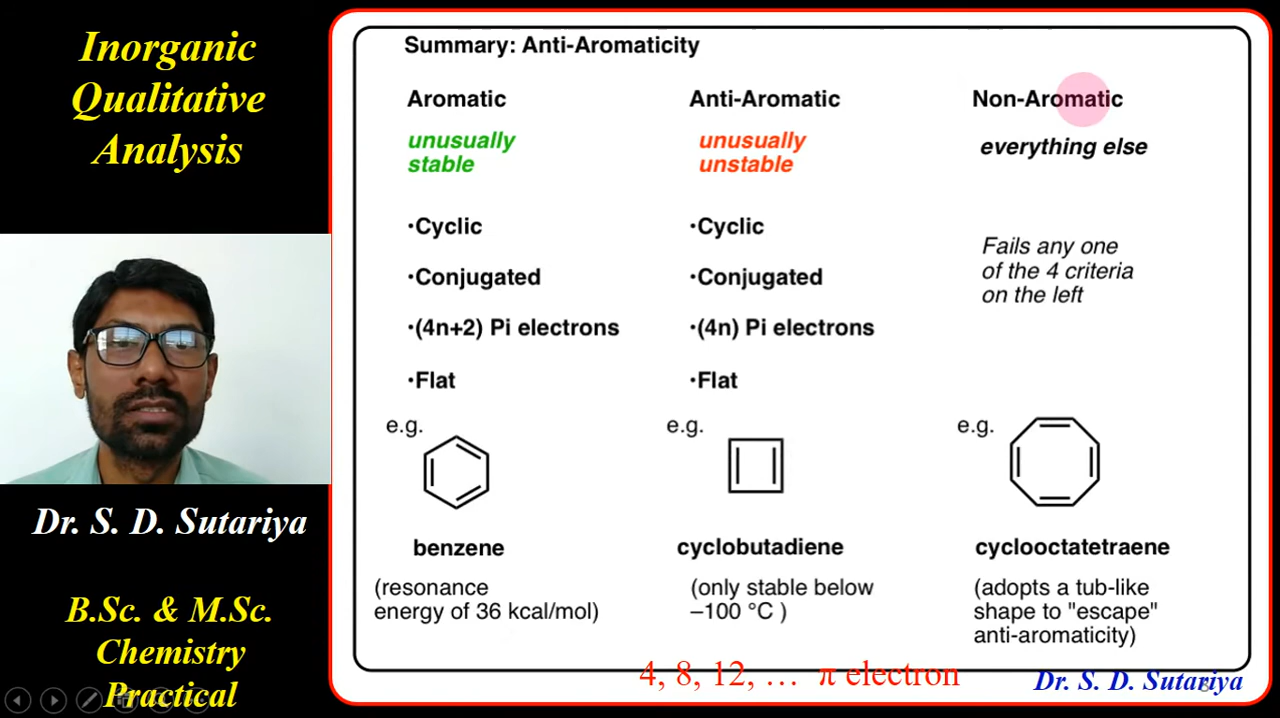 Inorganic
Qualitative
Analysis
Dr. S. D. Sutariya
B.Sc. & M.Sc.
Chemistry
Practical
Summary: Anti-Aromaticity
Aromatic
unusually
stable
•Cyclic
•Conjugated
•(4n+2) Pi electrons
•Flat
e.g.
benzene
(resonance
energy of 36 kcal/mol)
Anti-Aromatic
unusually
unstable
•Cyclic
•Conjugated
•(4n) Pi electrons
•Flat
e.g.
cyclobutadiene
(only stable below
–100 °C )
Non-Aromatic
everything else
Fails any one
of the 4 criteria
on the left
e.g.
cyclooctatetraene
(adopts a tub-like
shape to "escape"
anti-aromaticity)
4, 8, 12, … π electron
Dr. S. D. Sutariya